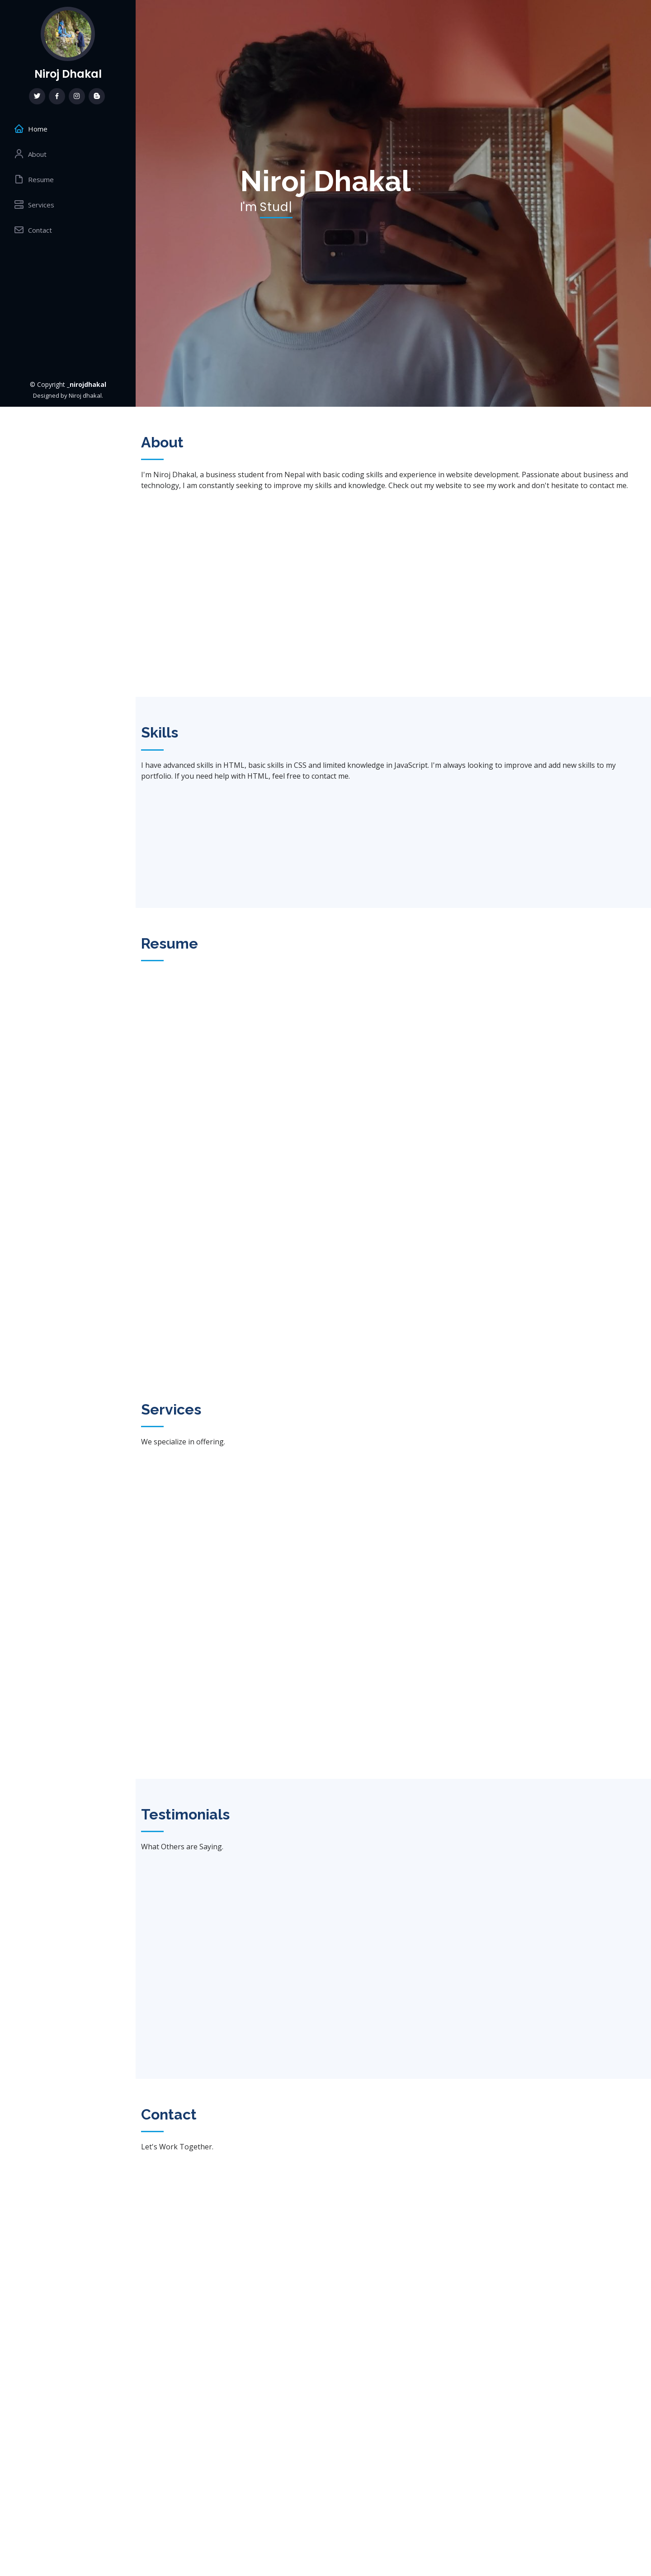 Niroj Dhakal
Home
About
Resume
Services
Contact
© Copyright _nirojdhakal
Designed by Niroj dhakal.
Niroj Dhakal
I'm Stud|
About
I'm Niroj Dhakal, a business student from Nepal with basic coding skills and experience in website development. Passionate about business and
technology, I am constantly seeking to improve my skills and knowledge. Check out my website to see my work and don't hesitate to contact me.
Skills
I have advanced skills in HTML, basic skills in CSS and limited knowledge in JavaScript. I'm always looking to improve and add new skills to my
portfolio. If you need help with HTML, feel free to contact me.
Resume
Services
We specialize in offering.
Testimonials
What Others are Saying.
Contact
Let's Work Together.